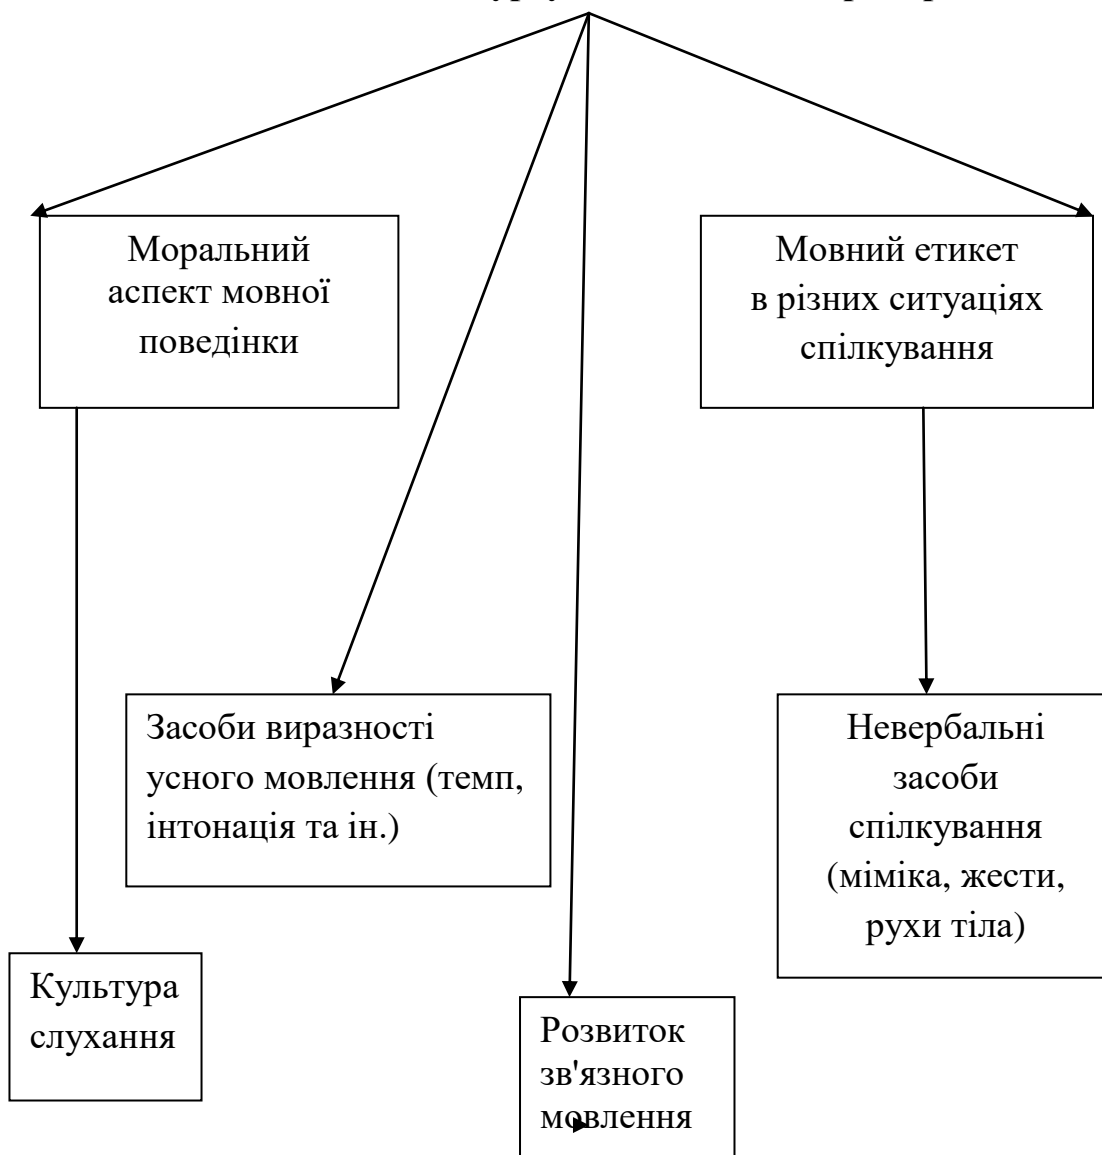 Моральний
аспект мовної
поведінки
Мовний етикет
в різних ситуаціях
спілкування
Засоби виразності
усного мовлення (темп,
інтонація та ін.)
Невербальні
засоби
спілкування
(міміка, жести,
рухи тіла)
Культура
слухання
Розвиток
зв'язного
мовлення